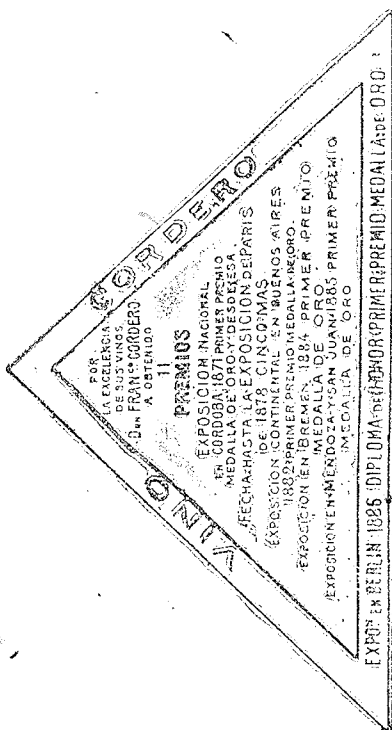 VINO CORDERO
POR
LA EXCELENCIA
DE SUS VINOS
DON FRANCº CORDERO
A OBTENIDO
11
PREMIOS
EXPOSICION NACIONAL
EN CORDOBA 1871 PRIMER PREMIO
MEDALLA DE ORO Y DESDE ESA
FECHA HASTA LA EXPOSICION DE PARIS
DE 1878 CINCO MAS
EXPOSICION CONTINENTAL EN BUENOS AIRES
1882 PRIMER PREMIO MEDALLA DE ORO
EXPOSICION EN BREMEN 1884 PRIMER PREMIO
MEDALLA DE ORO
EXPOSICION EN MENDOZA Y SAN JUAN 1885 PRIMER PREMIO
MEDALLA DE ORO
EXPOⁿ EN BERLIN 1886 DIPLOMA DE HONOR PRIMER PREMIO MEDALLA DE ORO